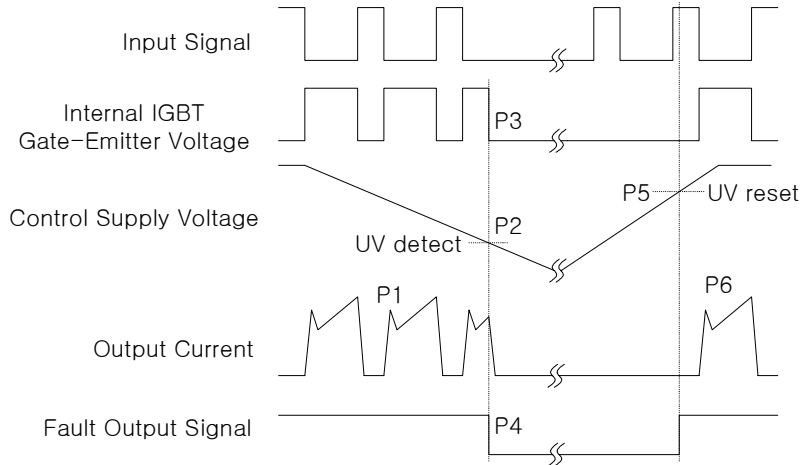 Input Signal
Internal IGBT
Gate-Emitter Voltage
P3
P5
UV reset
Control Supply Voltage
P2
UV detect
P1
P6
Output Current
Fault Output Signal
P4